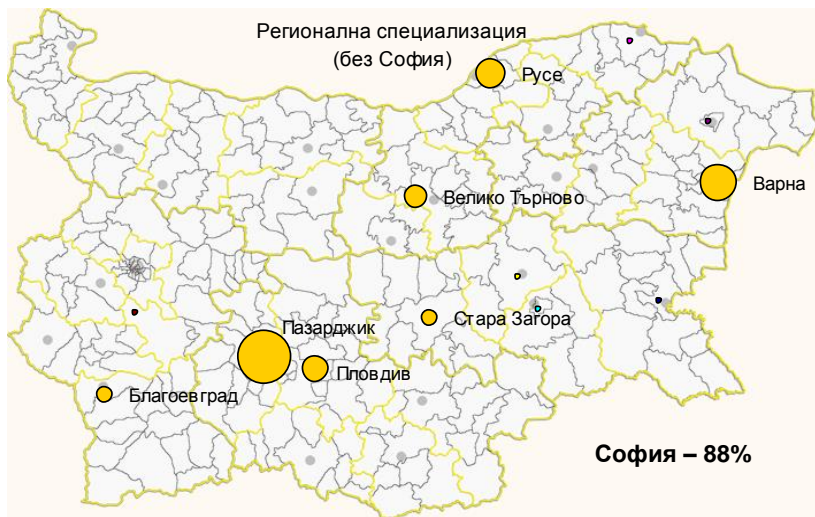 Регионална специализация
(без София)
Русе
Варна
Велико Търново
Стара Загора
Пазарджик
Пловдив
Благоевград
София – 88%